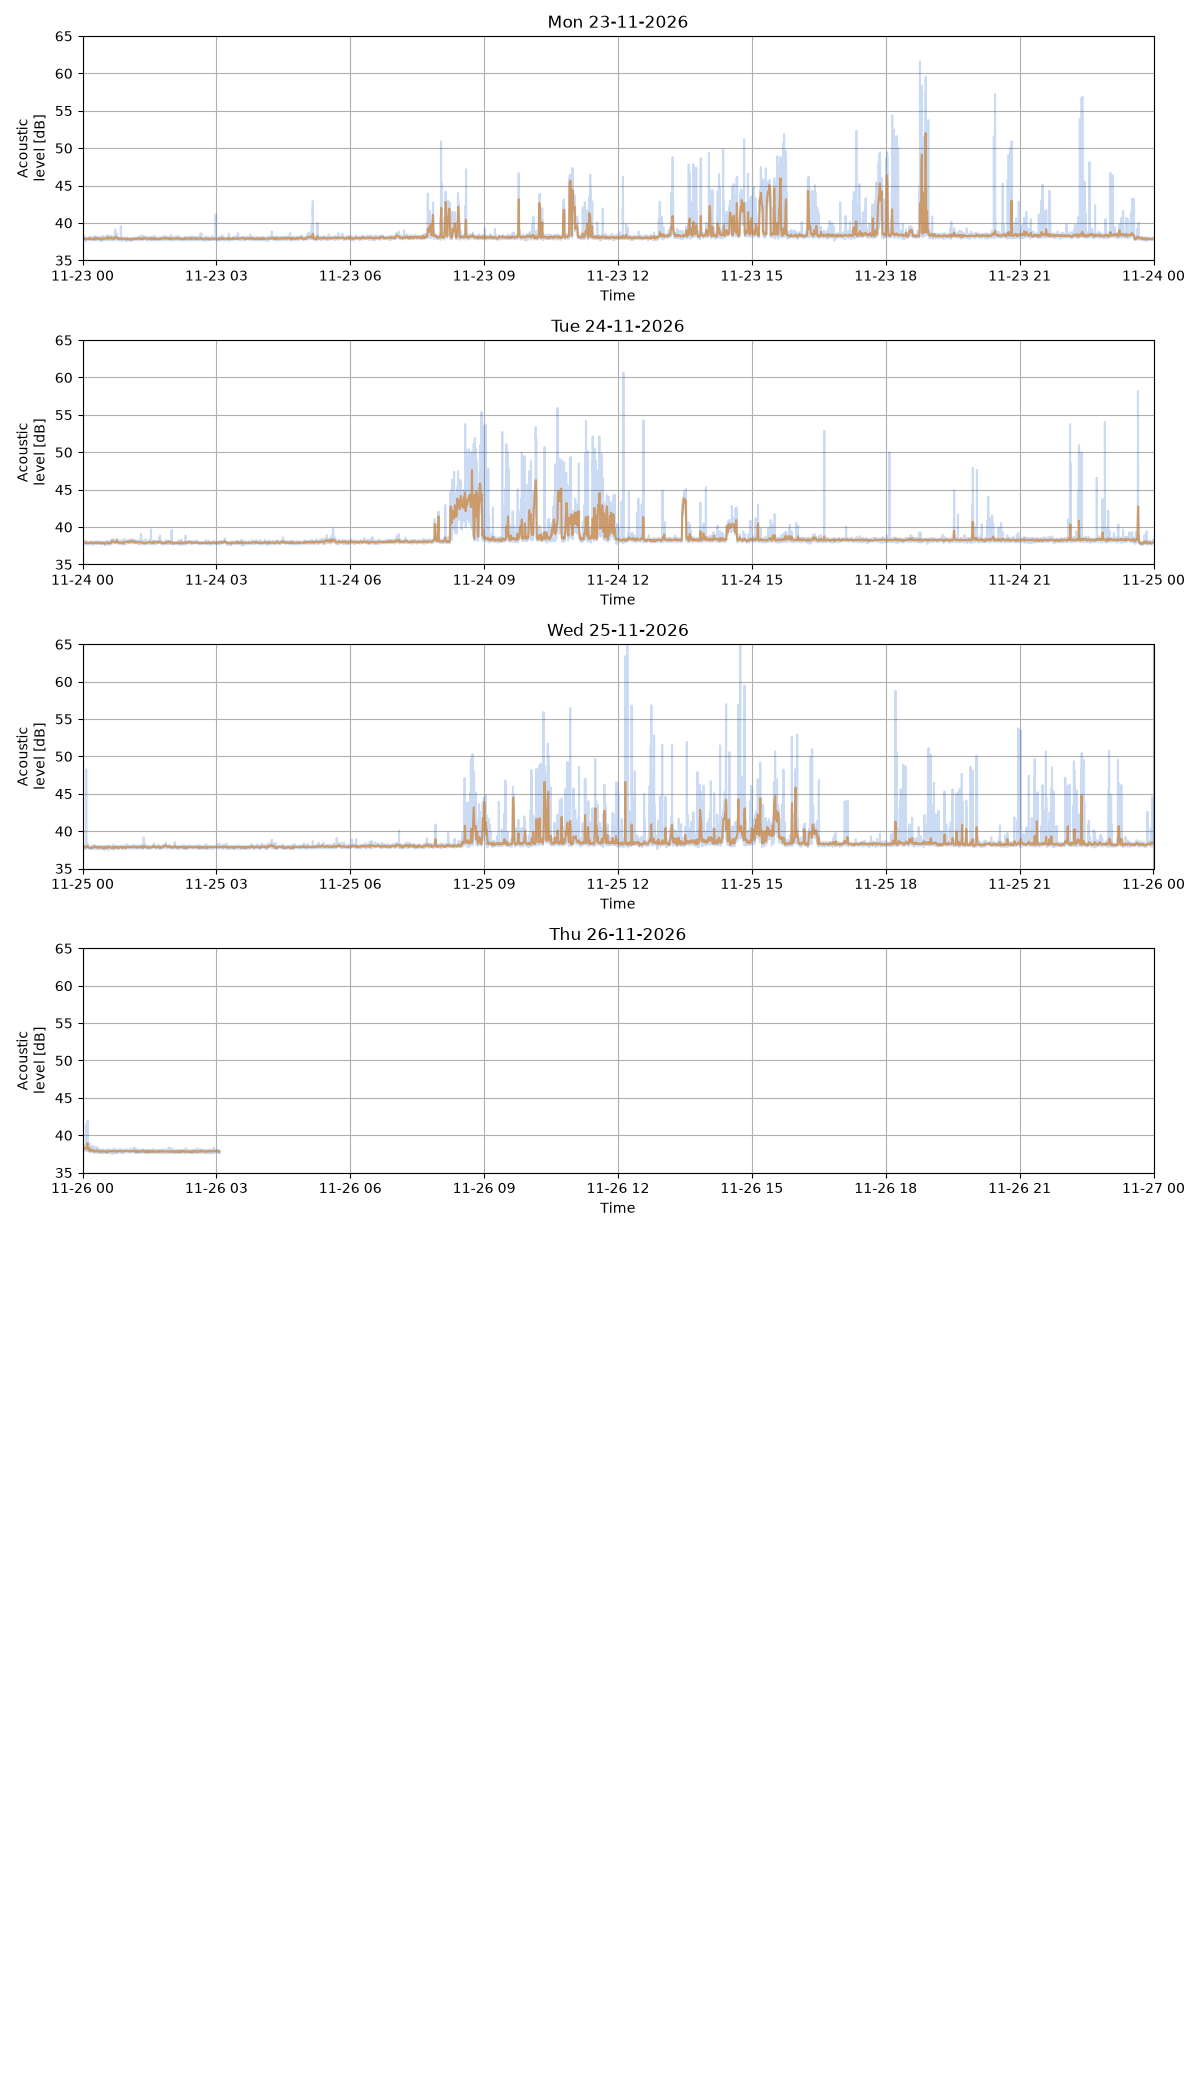 Mon 23-11-2026
65
60
55
50
45
40
35
Acoustic
level [dB]
11-23 00 11-23 03 11-23 06 11-23 09 11-23 12 11-23 15 11-23 18 11-23 21 11-24 00
Time
Tue 24-11-2026
65
60
55
50
45
40
35
Acoustic
level [dB]
11-24 00 11-24 03 11-24 06 11-24 09 11-24 12 11-24 15 11-24 18 11-24 21 11-25 00
Time
Wed 25-11-2026
65
60
55
50
45
40
35
Acoustic
level [dB]
11-25 00 11-25 03 11-25 06 11-25 09 11-25 12 11-25 15 11-25 18 11-25 21 11-26 00
Time
Thu 26-11-2026
65
60
55
50
45
40
35
Acoustic
level [dB]
11-26 00 11-26 03 11-26 06 11-26 09 11-26 12 11-26 15 11-26 18 11-26 21 11-27 00
Time